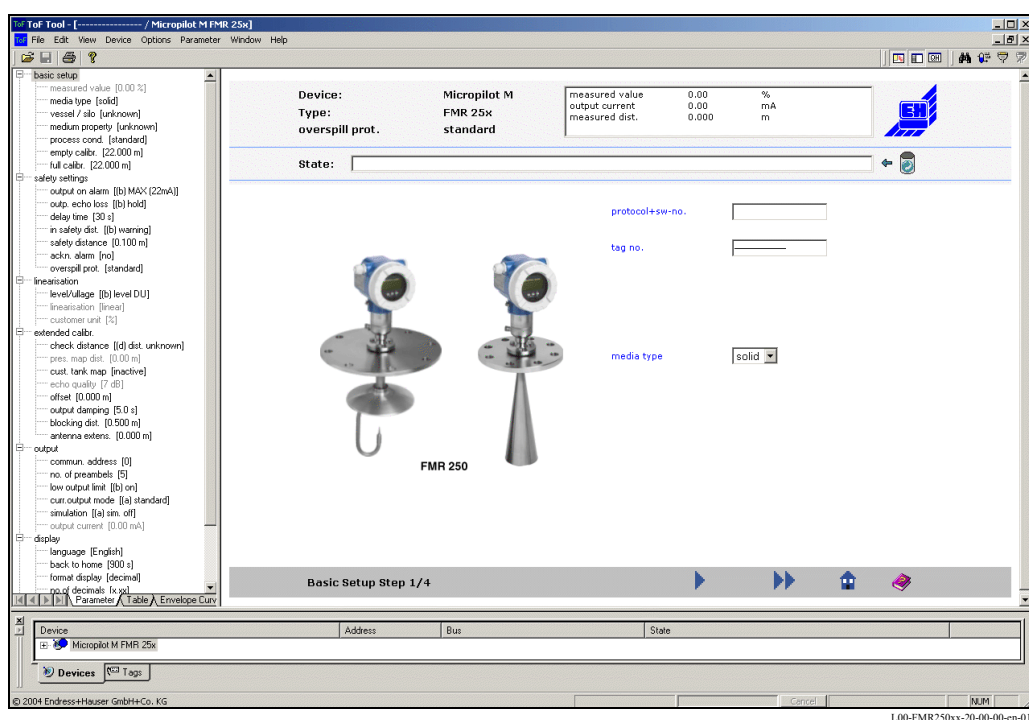 ToF Tool - [---------------- / Micropilot M FMR 25x]
File Edit View Device Options Parameter Window Help
basic setup
measured value [0.00 %]
media type [solid]
vessel / silo [unknown]
medium property [unknown]
process cond. [standard]
empty calibr. [22.000 m]
full calibr. [22.000 m]
safety settings
output on alarm [(b) MAX (22mA)]
outp. echo loss [(b) hold]
delay time [30 s]
in safety dist. [(b) warning]
safety distance [0.100 m]
ackn. alarm [no]
overspill prot. [standard]
linearisation
level/ullage [(b) level DU]
linearisation [linear]
customer unit [%]
extended calibr.
check distance [(d) dist. unknown]
pres. map dist. [0.00 m]
cust. tank map [inactive]
echo quality [7 dB]
offset [0.000 m]
output damping [5.0 s]
blocking dist. [0.500 m]
antenna extens. [0.000 m]
output
commun. address [0]
no. of preambels [5]
low output limit [(b) on]
curr.output mode [(a) standard]
simulation [(a) sim. off]
output current [0.00 mA]
display
language [English]
back to home [900 s]
format display [decimal]
no.of decimals [x.xx]
Parameter Table Envelope Curv
Device: Micropilot M
Type: FMR 25x
overspill prot. standard
measured value 0.00 %
output current 0.00 mA
measured dist. 0.000 m
EH
State:
protocol+sw-no.
tag no. ----------------
media type solid
FMR 250
Basic Setup Step 1/4
Device Address Bus State
Micropilot M FMR 25x
Devices Tags
© 2004 Endress+Hauser GmbH+Co. KG Cancel NUM
L00-FMR250xx-20-00-00-en-01